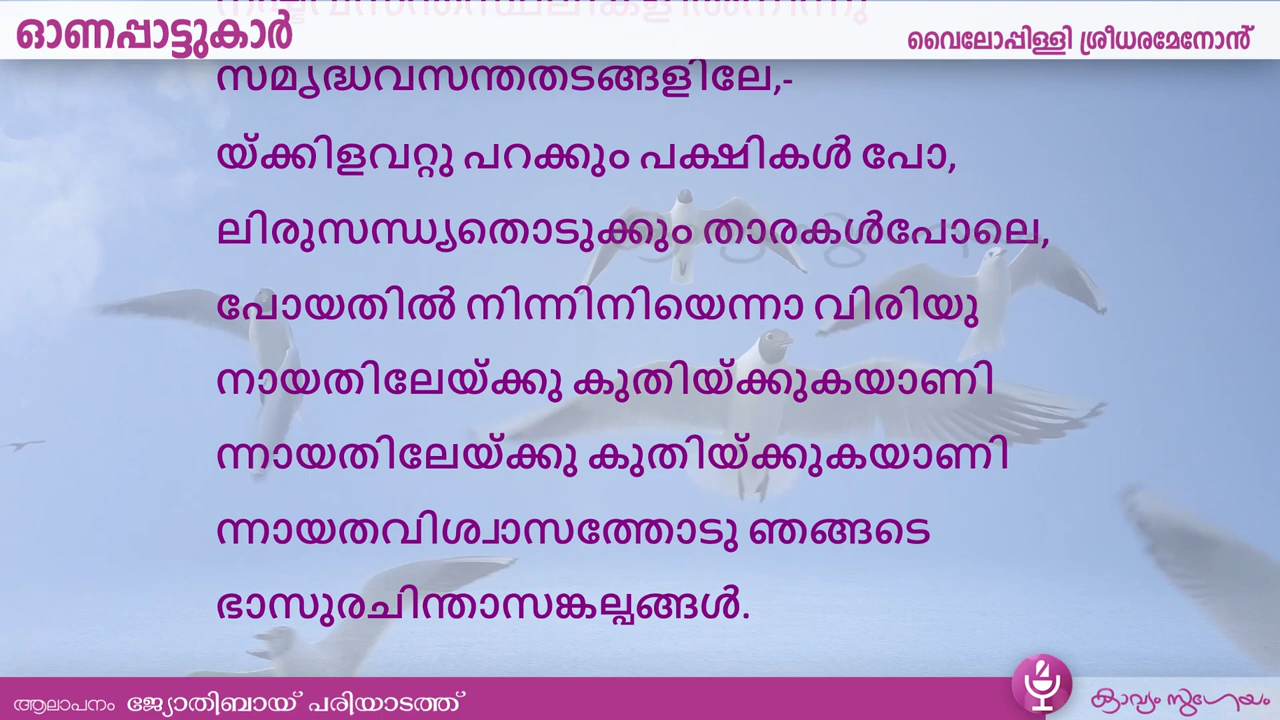 ഓണപ്പാട്ടുകാർ
വൈലോപ്പിള്ളി ശ്രീധരമേനോൻ
സമൃദ്ധവസന്തതടങ്ങളിലേ,-
യ്ക്കിളവറ്റു പറക്കും പക്ഷികൾ പോ,
ലിരുസന്ധ്യതൊടുക്കും താരകൾപോലെ,
പോയതിൽ നിന്നിനിയെന്നാ വിരിയു
നായതിലേയ്ക്കു കുതിയ്ക്കുകയാണി
ന്നായതിലേയ്ക്കു കുതിയ്ക്കുകയാണി
ന്നായതവിശ്വാസത്തോടു ഞങ്ങടെ
ഭാസുരചിന്താസങ്കല്പങ്ങൾ.
ആലാപനം ജ്യോതിബായ് പരിയാടത്ത്
കാവ്യം സുഗേയം